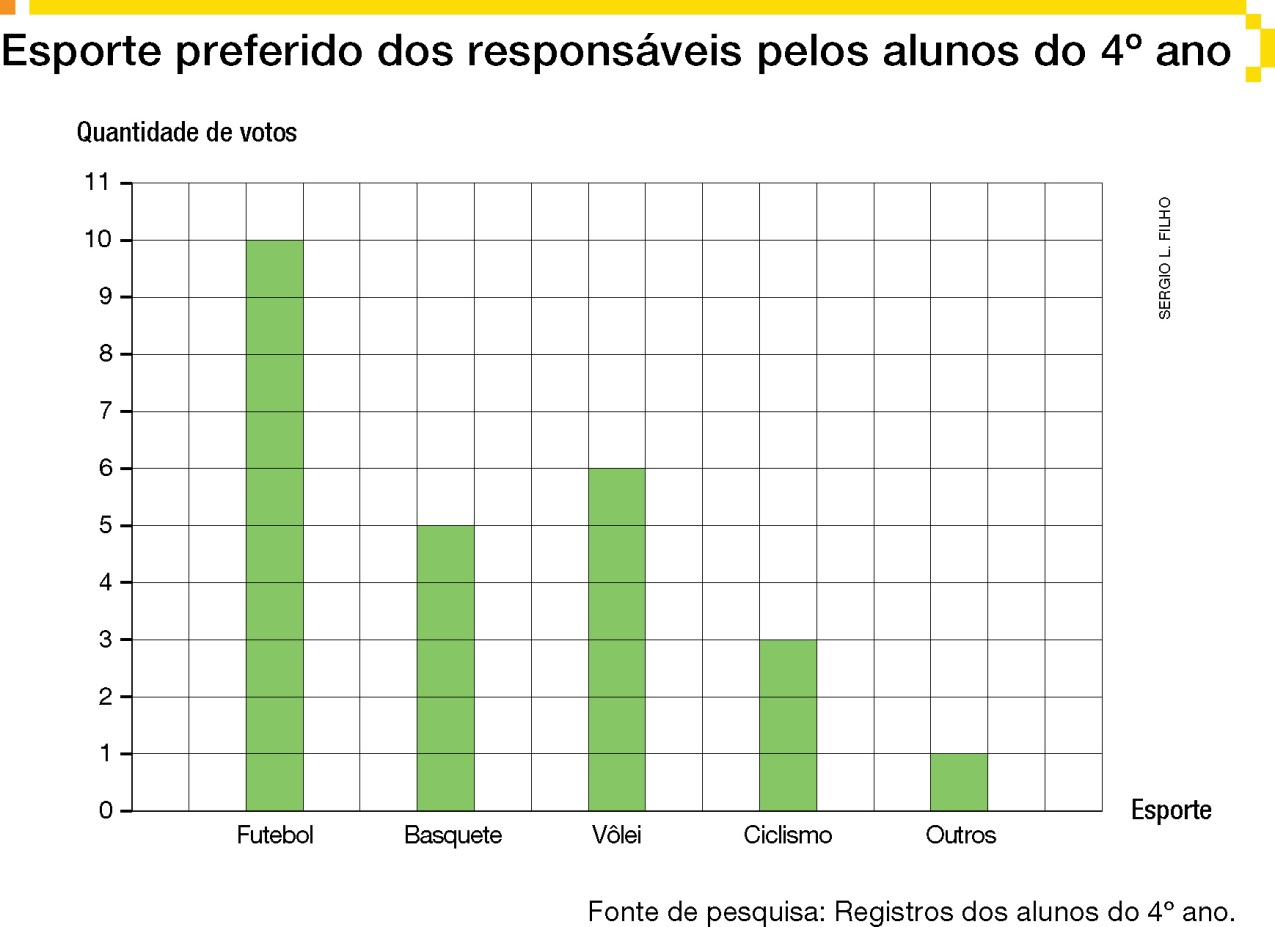 Esporte preferido dos responsáveis pelos alunos do 4º ano
Quantidade de votos
11
10
9
8
7
6
5
4
3
2
1
0
Futebol Basquete Vôlei Ciclismo Outros
Esporte
SERGIO L. FILHO
Fonte de pesquisa: Registros dos alunos do 4º ano.